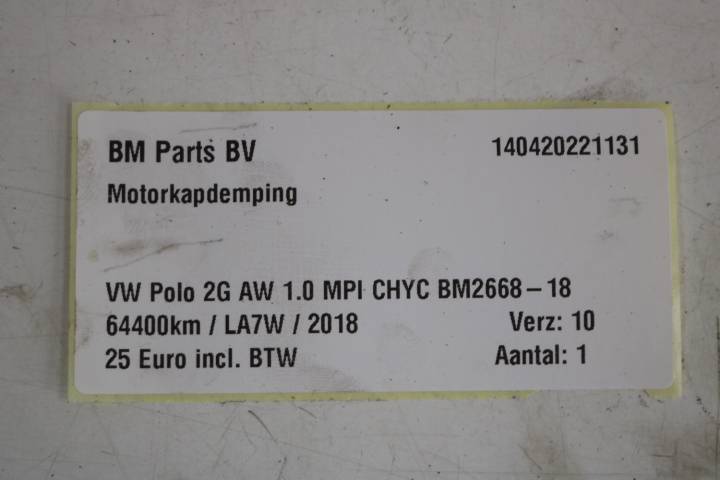 BM Parts BV 140420221131
Motorkapdemping
VW Polo 2G AW 1.0 MPI CHYC BM2668-18
64400km / LA7W / 2018 Verz: 10
25 Euro incl. BTW Aantal: 1